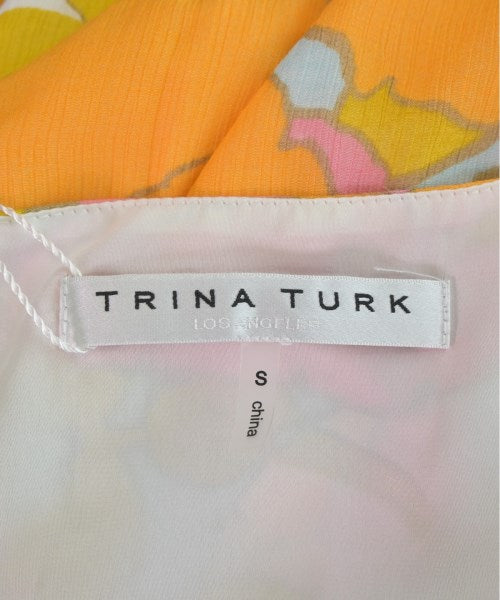 TRINA TURK
LOS ANGELES
S
china